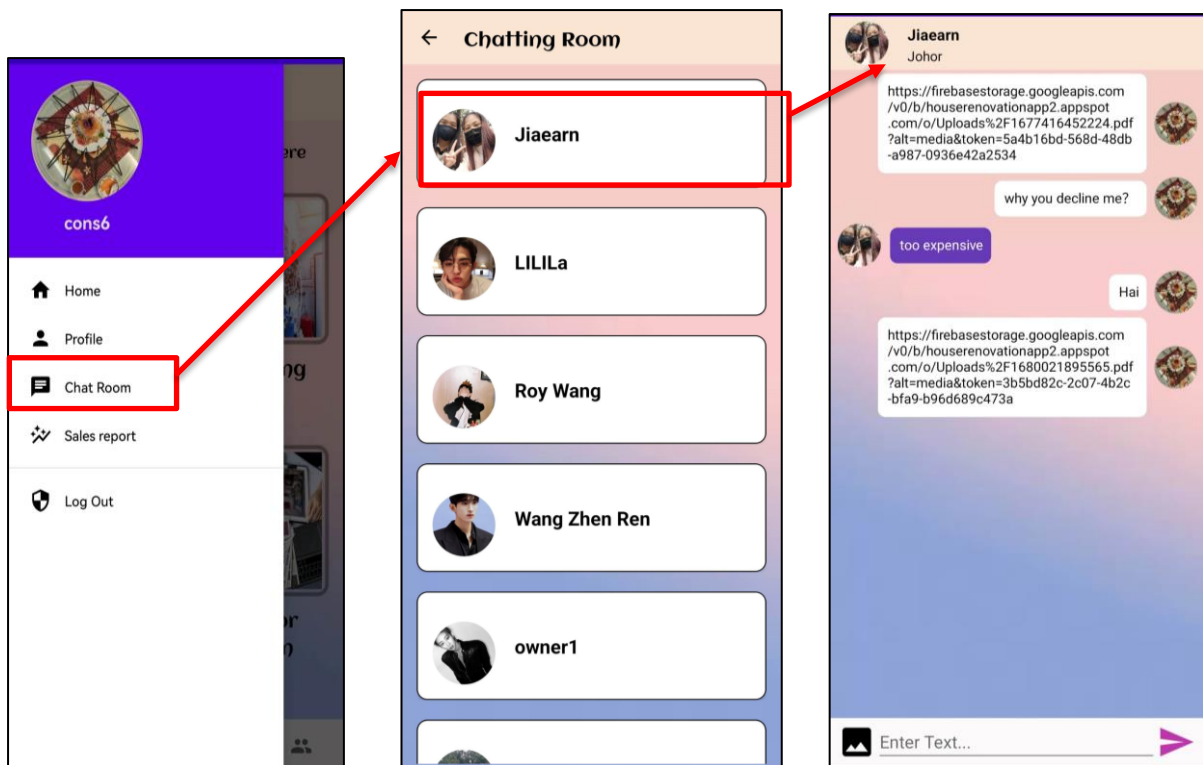 cons6
Home
Profile
Chat Room
Sales report
Log Out
ere
ng
or
n
Chatting Room
Jiaearn
LILILa
Roy Wang
Wang Zhen Ren
owner1
Jiaearn
Johor
https://firebasestorage.googleapis.com
/v0/b/houserenovationapp2.appspot
.com/o/Uploads%2F1677416452224.pdf
?alt=media&token=5a4b16bd-568d-48db
-a987-0936e42a2534
why you decline me?
too expensive
Hai
https://firebasestorage.googleapis.com
/v0/b/houserenovationapp2.appspot
.com/o/Uploads%2F1680021895565.pdf
?alt=media&token=3b5bd82c-2c07-4b2c
-bfa9-b96d689c473a
Enter Text...